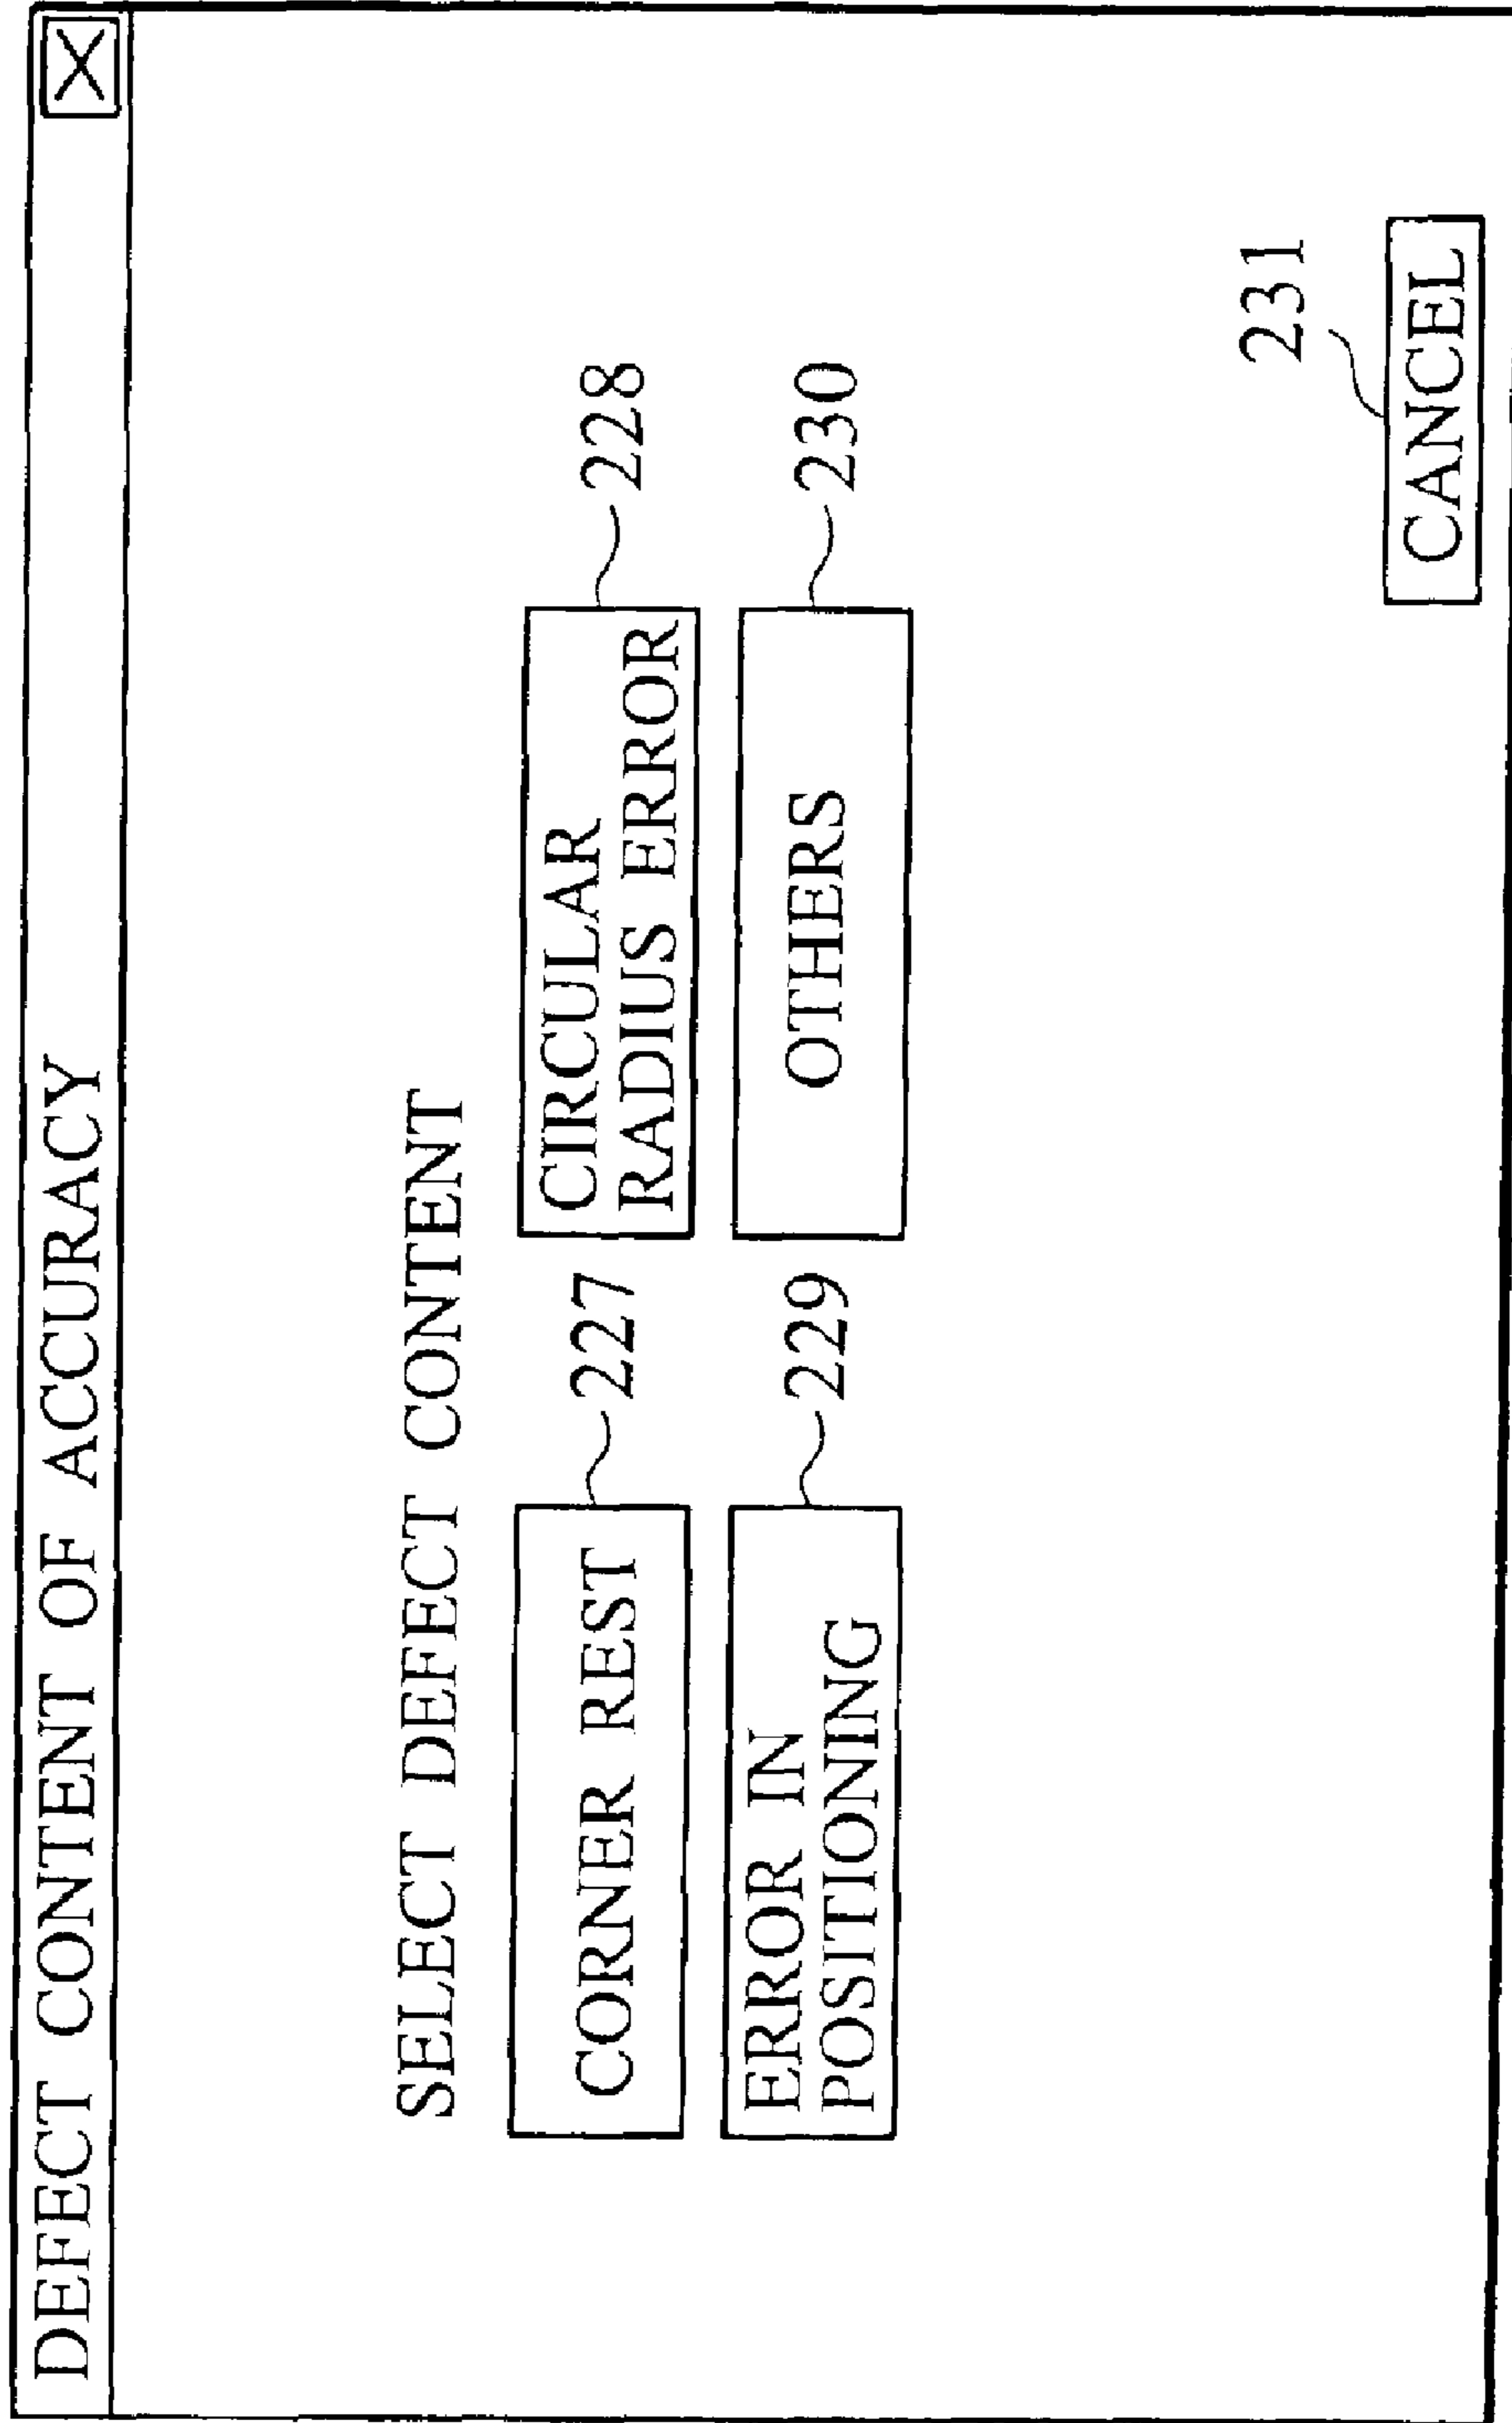 DEFECT CONTENT OF ACCURACY
X
SELECT DEFECT CONTENT
CORNER REST
227
CIRCULAR
RADIUS ERROR
228
ERROR IN
POSITIONING
229
OTHERS
230
231
CANCEL